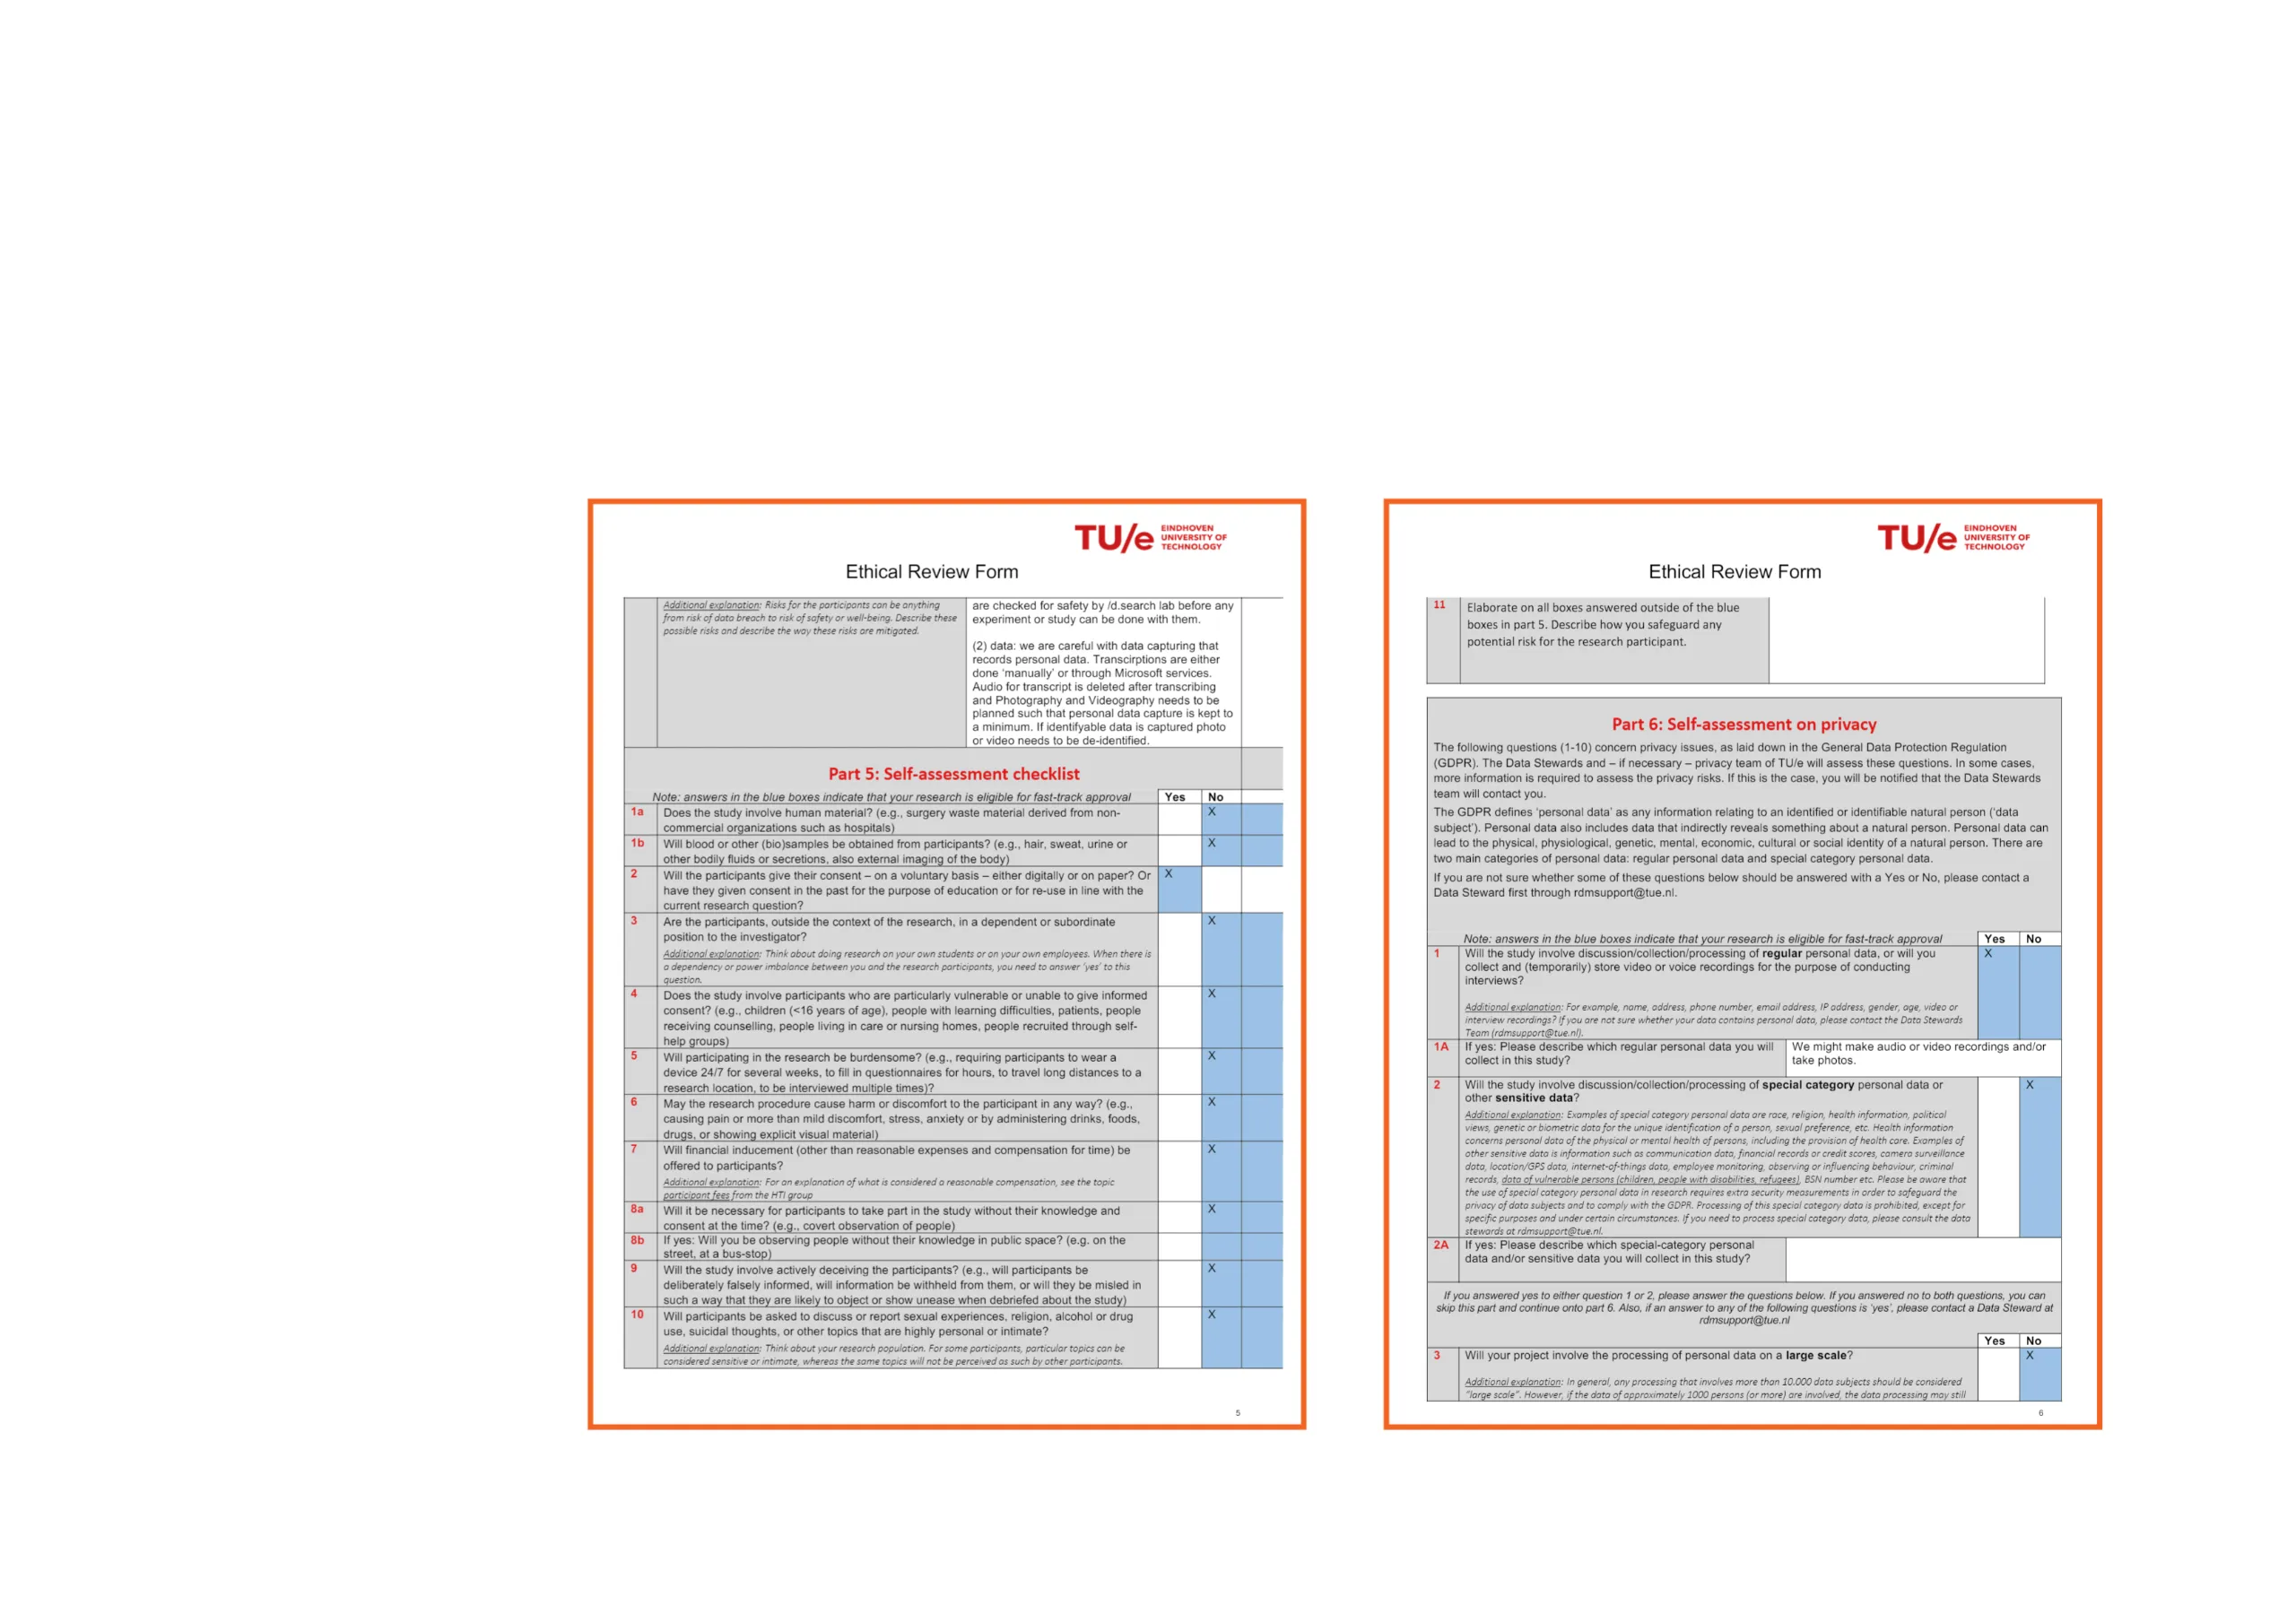 TU/e EINDHOVEN
UNIVERSITY OF
TECHNOLOGY
Ethical Review Form
Additional explanation: Risks for the participants can be anything
from risk of data breach to risk of safety or well-being. Describe these
possible risks and describe the way these risks are mitigated.
are checked for safety by /d.search lab before any
experiment or study can be done with them.
(2) data: we are careful with data capturing that
records personal data. Transcirptions are either
done ‘manually’ or through Microsoft services.
Audio for transcript is deleted after transcribing
and Photography and Videography needs to be
planned such that personal data capture is kept to
a minimum. If identifyable data is captured photo
or video needs to be de-identified.
Part 5: Self-assessment checklist
Note: answers in the blue boxes indicate that your research is eligible for fast-track approval Yes No
1a Does the study involve human material? (e.g., surgery waste material derived from non- X
commercial organizations such as hospitals)
1b Will blood or other (bio)samples be obtained from participants? (e.g., hair, sweat, urine or X
other bodily fluids or secretions, also external imaging of the body)
2 Will the participants give their consent – on a voluntary basis – either digitally or on paper? Or X
have they given consent in the past for the purpose of education or for re-use in line with the
current research question?
3 Are the participants, outside the context of the research, in a dependent or subordinate X
position to the investigator?
Additional explanation: Think about doing research on your own students or on your own employees. When there is
a dependency or power imbalance between you and the research participants, you need to answer ‘yes’ to this
question.
4 Does the study involve participants who are particularly vulnerable or unable to give informed X
consent? (e.g., children (<16 years of age), people with learning difficulties, patients, people
receiving counselling, people living in care or nursing homes, people recruited through self-
help groups)
5 Will participating in the research be burdensome? (e.g., requiring participants to wear a X
device 24/7 for several weeks, to fill in questionnaires for hours, to travel long distances to a
research location, to be interviewed multiple times)?
6 May the research procedure cause harm or discomfort to the participant in any way? (e.g., X
causing pain or more than mild discomfort, stress, anxiety or by administering drinks, foods,
drugs, or showing explicit visual material)
7 Will financial inducement (other than reasonable expenses and compensation for time) be X
offered to participants?
Additional explanation: For an explanation of what is considered a reasonable compensation, see the topic
participant fees from the HTI group
8a Will it be necessary for participants to take part in the study without their knowledge and X
consent at the time? (e.g., covert observation of people)
8b If yes: Will you be observing people without their knowledge in public space? (e.g. on the
street, at a bus-stop)
9 Will the study involve actively deceiving the participants? (e.g., will participants be X
deliberately falsely informed, will information be withheld from them, or will they be misled in
such a way that they are likely to object or show unease when debriefed about the study)
10 Will participants be asked to discuss or report sexual experiences, religion, alcohol or drug X
use, suicidal thoughts, or other topics that are highly personal or intimate?
Additional explanation: Think about your research population. For some participants, particular topics can be
considered sensitive or intimate, whereas the same topics will not be perceived as such by other participants.
5
TU/e EINDHOVEN
UNIVERSITY OF
TECHNOLOGY
Ethical Review Form
11 Elaborate on all boxes answered outside of the blue
boxes in part 5. Describe how you safeguard any
potential risk for the research participant.
Part 6: Self-assessment on privacy
The following questions (1-10) concern privacy issues, as laid down in the General Data Protection Regulation
(GDPR). The Data Stewards and – if necessary – privacy team of TU/e will assess these questions. In some cases,
more information is required to assess the privacy risks. If this is the case, you will be notified that the Data Stewards
team will contact you.
The GDPR defines ‘personal data’ as any information relating to an identified or identifiable natural person (‘data
subject’). Personal data also includes data that indirectly reveals something about a natural person. Personal data can
lead to the physical, physiological, genetic, mental, economic, cultural or social identity of a natural person. There are
two main categories of personal data: regular personal data and special category personal data.
If you are not sure whether some of these questions below should be answered with a Yes or No, please contact a
Data Steward first through rdmsupport@tue.nl.
Note: answers in the blue boxes indicate that your research is eligible for fast-track approval Yes No
1 Will the study involve discussion/collection/processing of regular personal data, or will you X
collect and (temporarily) store video or voice recordings for the purpose of conducting
interviews?
Additional explanation: For example, name, address, phone number, email address, IP address, gender, age, video or
interview recordings? If you are not sure whether your data contains personal data, please contact the Data Stewards
Team (rdmsupport@tue.nl).
1A If yes: Please describe which regular personal data you will
collect in this study?
We might make audio or video recordings and/or
take photos.
2 Will the study involve discussion/collection/processing of special category personal data or X
other sensitive data?
Additional explanation: Examples of special category personal data are race, religion, health information, political
views, genetic or biometric data for the unique identification of a person, sexual preference, etc. Health information
concerns personal data of the physical or mental health of persons, including the provision of health care. Examples of
other sensitive data is information such as communication data, financial records or credit scores, camera surveillance
data, location/GPS data, internet-of-things data, employee monitoring, observing or influencing behaviour, criminal
records, data of vulnerable persons (children, people with disabilities, refugees), BSN number etc. Please be aware that
the use of special category personal data in research requires extra security measurements in order to safeguard the
privacy of data subjects and to comply with the GDPR. Processing of this special category data is prohibited, except for
specific purposes and under certain circumstances. If you need to process special category data, please consult the data
stewards at rdmsupport@tue.nl.
2A If yes: Please describe which special-category personal
data and/or sensitive data you will collect in this study?
If you answered yes to either question 1 or 2, please answer the questions below. If you answered no to both questions, you can
skip this part and continue onto part 6. Also, if an answer to any of the following questions is ‘yes’, please contact a Data Steward at
rdmsupport@tue.nl
Yes No
3 Will your project involve the processing of personal data on a large scale? X
Additional explanation: In general, any processing that involves more than 10.000 data subjects should be considered
“large scale”. However, if the data of approximately 1000 persons (or more) are involved, the data processing may still
6